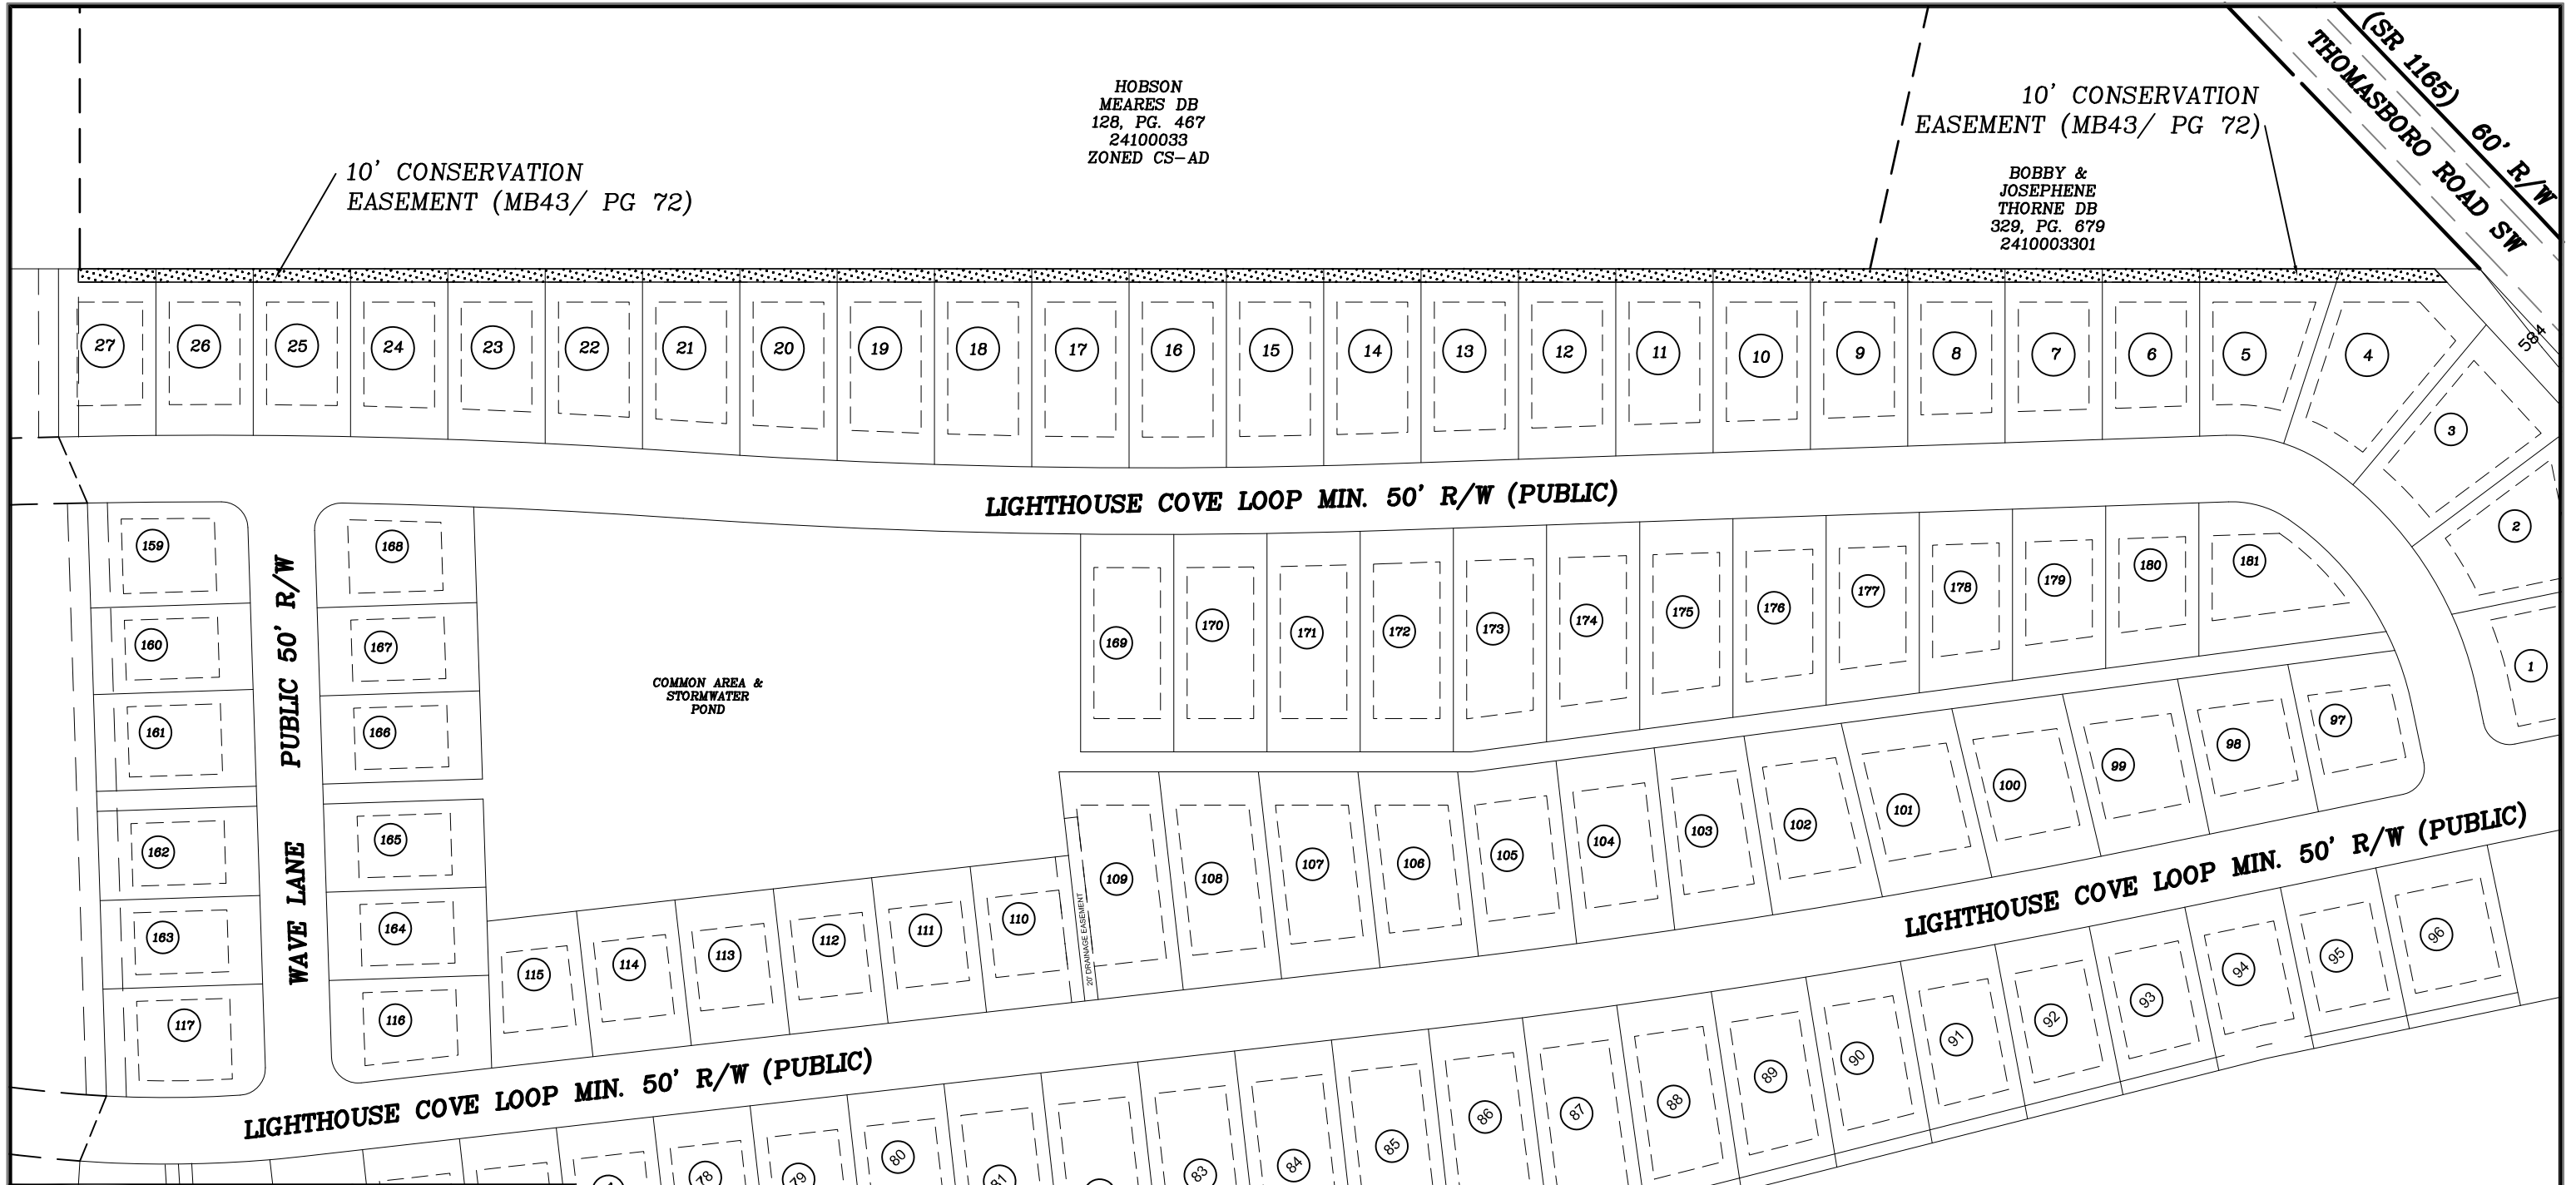 (SR 1165) 60' R/W
THOMASBORO ROAD SW
HOBSON
MEARES DB
128, PG. 467
24100033
ZONED CS-AD
10' CONSERVATION
EASEMENT (MB43/ PG 72)
10' CONSERVATION
EASEMENT (MB43/ PG 72)
BOBBY &
JOSEPHENE
THORNE DB
329, PG. 679
2410003301
584
27 26 25 24 23 22 21 20 19 18 17 16 15 14 13 12 11 10 9 8 7 6 5 4
3
2
1
LIGHTHOUSE COVE LOOP MIN. 50' R/W (PUBLIC)
159
160
161
162
163
117
WAVE LANE PUBLIC 50' R/W
168
167
166
165
164
116
COMMON AREA &
STORMWATER
POND
169 170 171 172 173 174 175 176 177 178 179 180 181
109 108 107 106 105 104 103 102 101 100 99 98 97
20' DRAINAGE EASEMENT
115 114 113 112 111 110
LIGHTHOUSE COVE LOOP MIN. 50' R/W (PUBLIC)
LIGHTHOUSE COVE LOOP MIN. 50' R/W (PUBLIC)
78 79 80 81 83 84 85 86 87 88 89 90 91 92 93 94 95 96